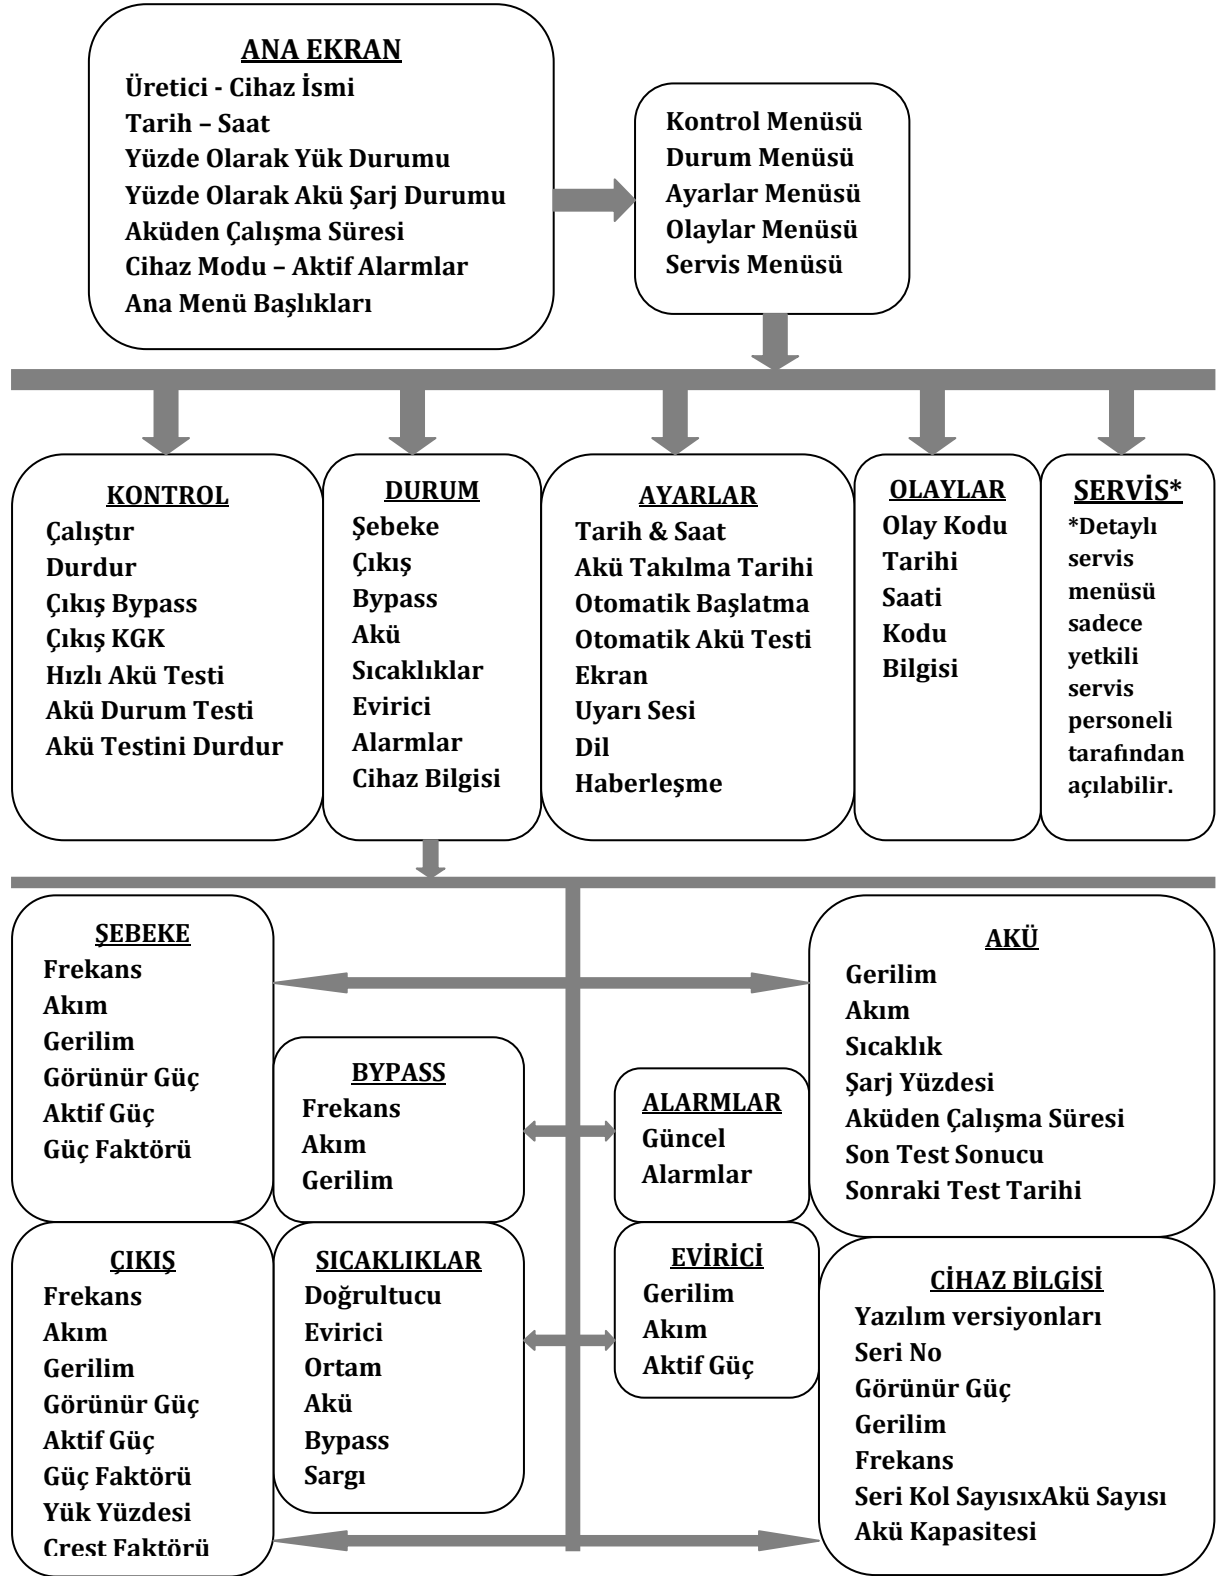 ANA EKRAN
Üretici - Cihaz İsmi
Tarih – Saat
Yüzde Olarak Yük Durumu
Yüzde Olarak Akü Şarj Durumu
Aküden Çalışma Süresi
Cihaz Modu – Aktif Alarmlar
Ana Menü Başlıkları
Kontrol Menüsü
Durum Menüsü
Ayarlar Menüsü
Olaylar Menüsü
Servis Menüsü
KONTROL
Çalıştır
Durdur
Çıkış Bypass
Çıkış KGK
Hızlı Akü Testi
Akü Durum Testi
Akü Testini Durdur
DURUM
Şebeke
Çıkış
Bypass
Akü
Sıcaklıklar
Evirici
Alarmlar
Cihaz Bilgisi
AYARLAR
Tarih & Saat
Akü Takılma Tarihi
Otomatik Başlatma
Otomatik Akü Testi
Ekran
Uyarı Sesi
Dil
Haberleşme
OLAYLAR
Olay Kodu
Tarihi
Saati
Kodu
Bilgisi
SERVİS*
*Detaylı
servis
menüsü
sadece
yetkili
servis
personeli
tarafından
açılabilir.
ŞEBEKE
Frekans
Akım
Gerilim
Görünür Güç
Aktif Güç
Güç Faktörü
BYPASS
Frekans
Akım
Gerilim
ALARMLAR
Güncel
Alarmlar
AKÜ
Gerilim
Akım
Sıcaklık
Şarj Yüzdesi
Aküden Çalışma Süresi
Son Test Sonucu
Sonraki Test Tarihi
ÇIKIŞ
Frekans
Akım
Gerilim
Görünür Güç
Aktif Güç
Güç Faktörü
Yük Yüzdesi
Crest Faktörü
SICAKLIKLAR
Doğrultucu
Evirici
Ortam
Akü
Bypass
Sargı
EVİRİCİ
Gerilim
Akım
Aktif Güç
CİHAZ BİLGİSİ
Yazılım versiyonları
Seri No
Görünür Güç
Gerilim
Frekans
Seri Kol SayısıxAkü Sayısı
Akü Kapasitesi